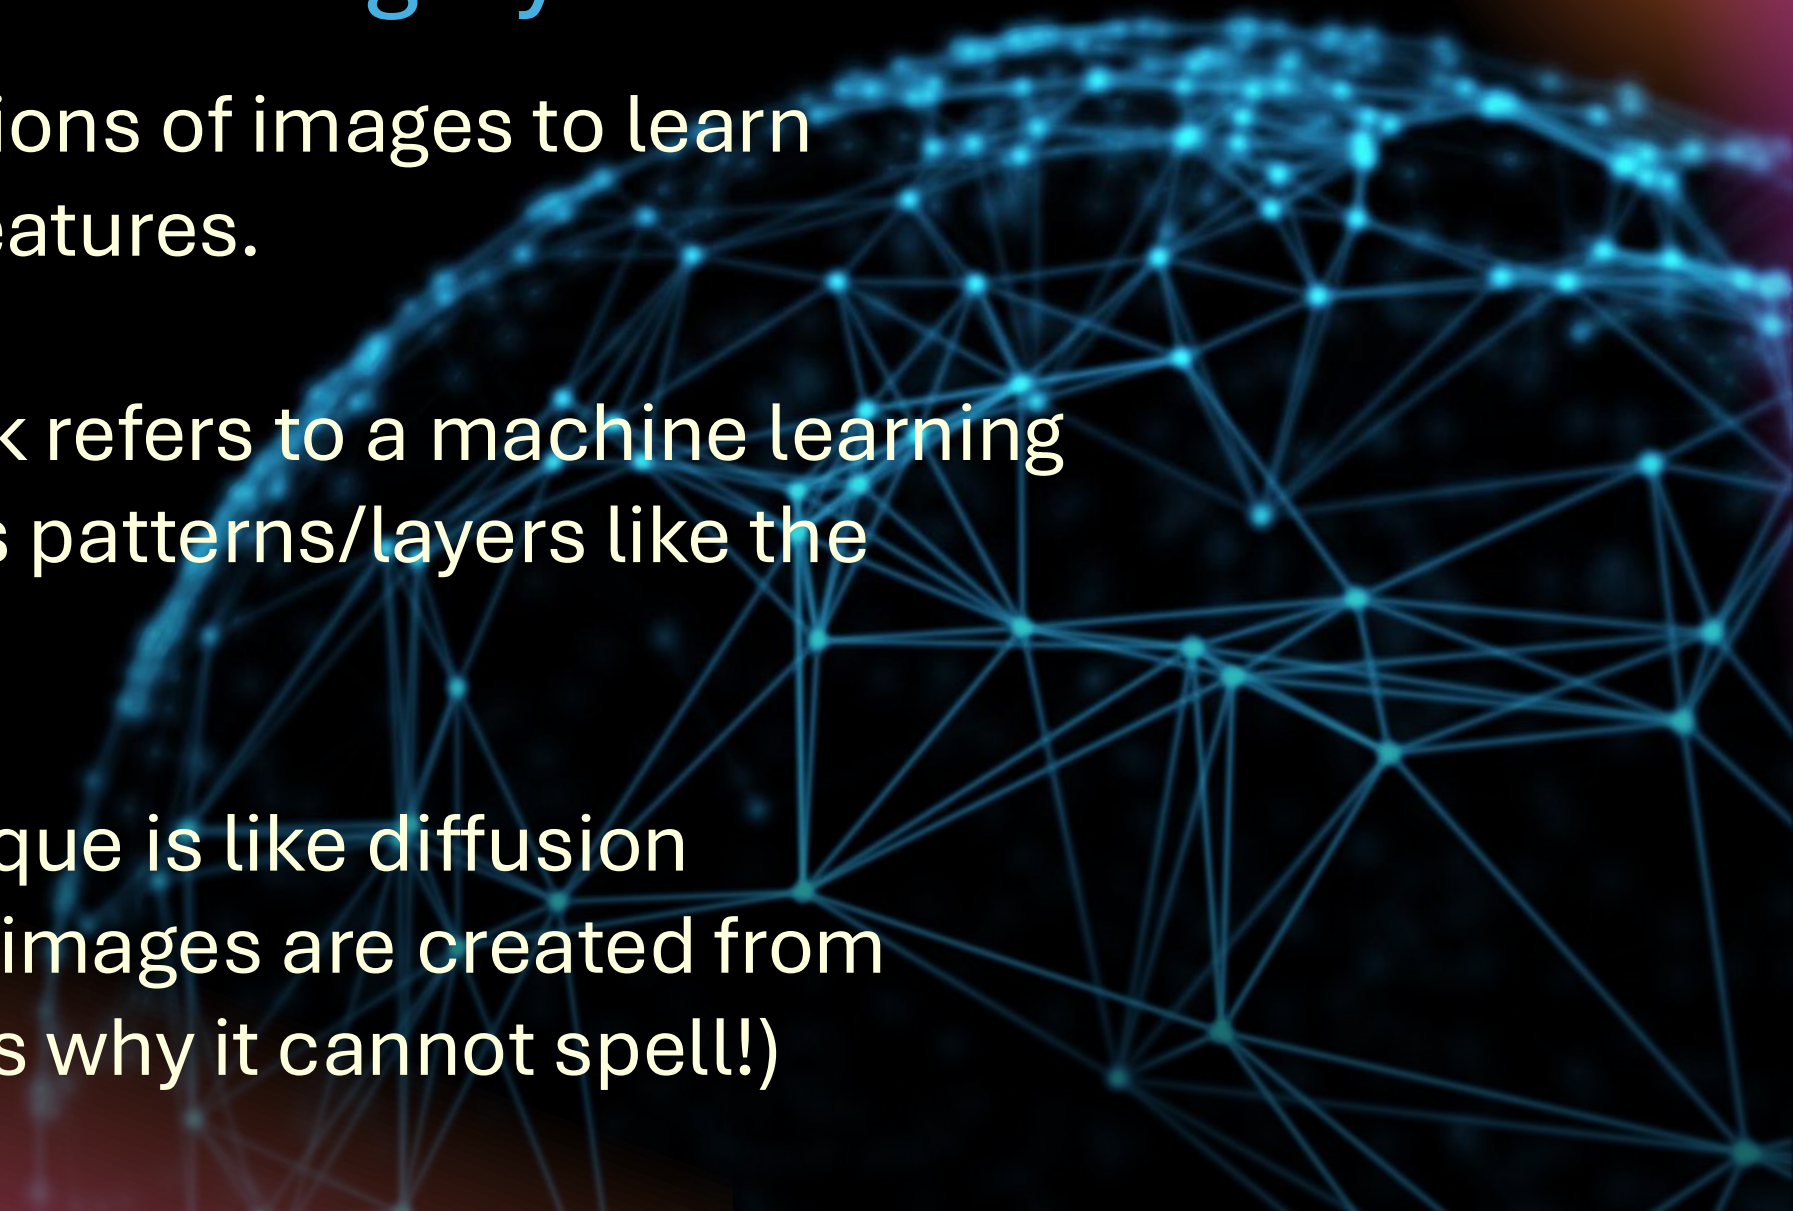 ions of images to learn
eatures.
k refers to a machine learning
s patterns/layers like the
que is like diffusion
images are created from
s why it cannot spell!)